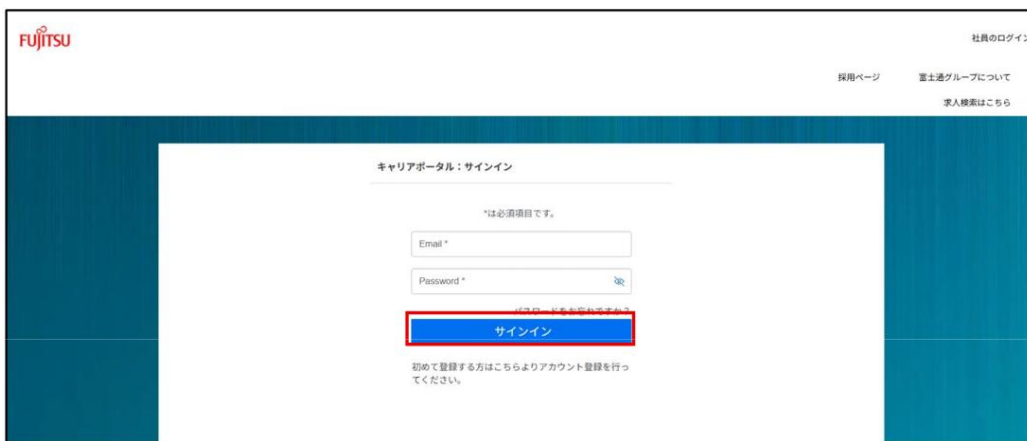 FUJITSU
社員のログイン
採用ページ 富士通グループについて
求人検索はこちら
キャリアポータル：サインイン
*は必須項目です。
Email *
Password *
パスワードをお忘れですか？
サインイン
初めて登録する方はこちらよりアカウント登録を行っ
てください。